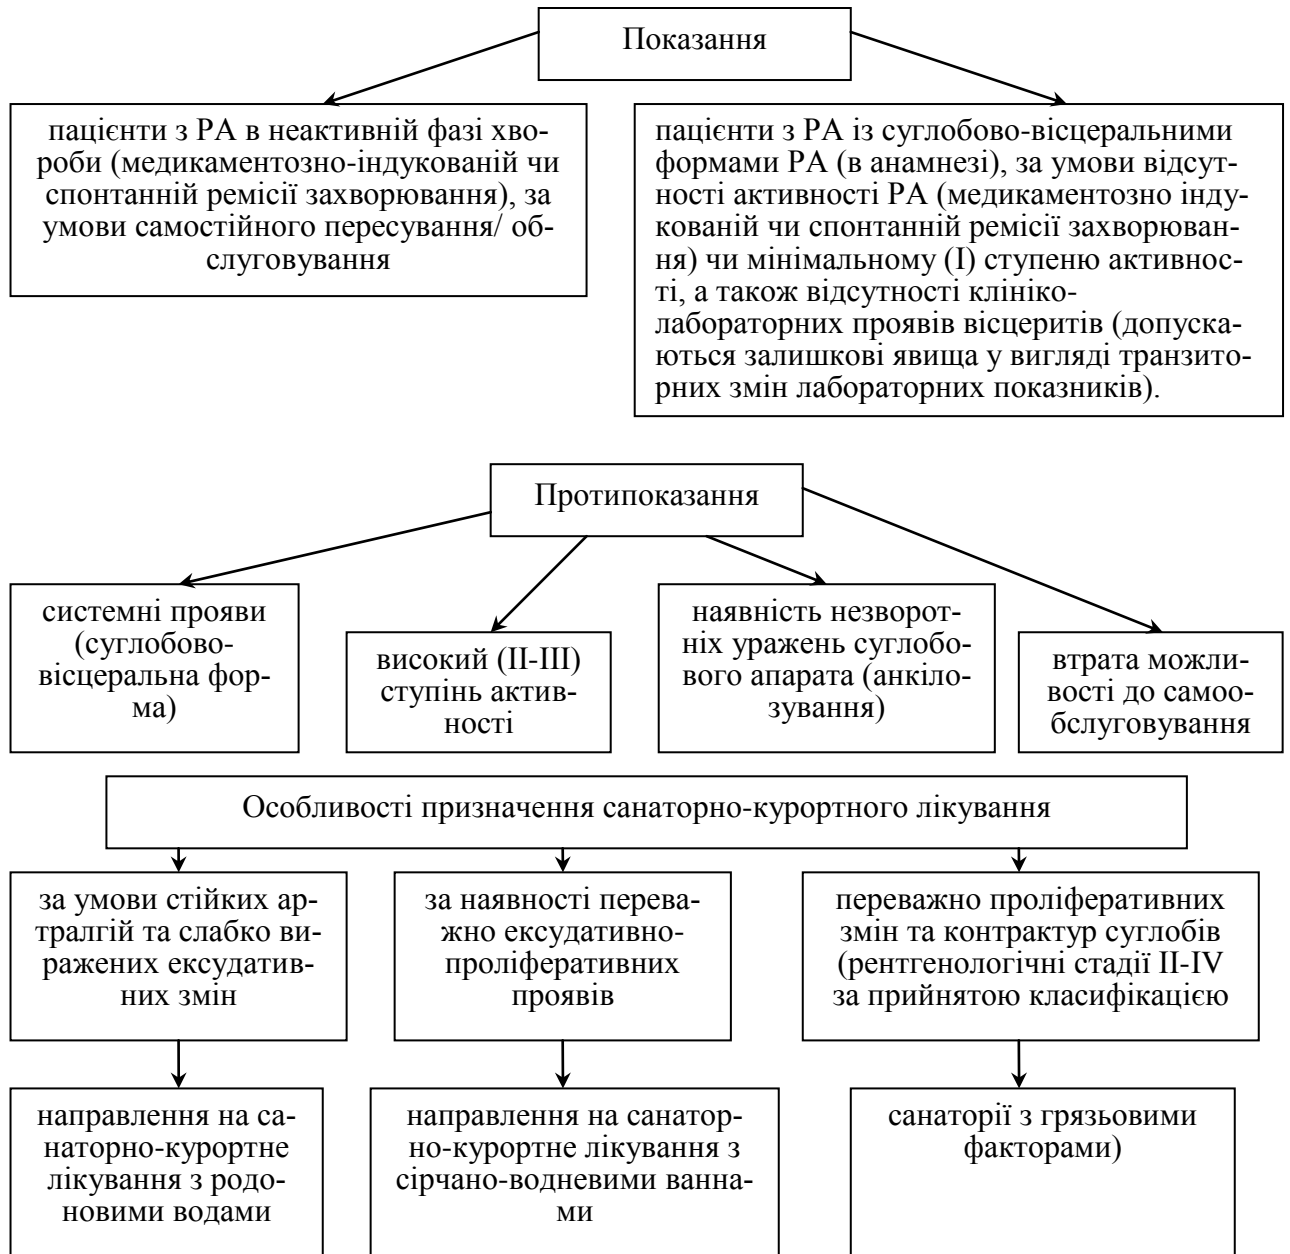 Показання
пацієнти з РА в неактивній фазі хво-
роби (медикаментозно-індукованій чи
спонтанній ремісії захворювання), за
умови самостійного пересування/ об-
слуговування
пацієнти з РА із суглобово-вісцеральними
формами РА (в анамнезі), за умови відсут-
ності активності РА (медикаментозно інду-
кованій чи спонтанній ремісії захворюван-
ня) чи мінімальному (І) ступеню активнос-
ті, а також відсутності клініко-
лабораторних проявів вісцеритів (допуска-
ються залишкові явища у вигляді транзито-
рних змін лабораторних показників).
Протипоказання
системні прояви
(суглобово-
вісцеральна фор-
ма)
високий (ІІ-ІІІ)
ступінь актив-
ності
наявність незворот-
ніх уражень суглобо-
вого апарата (анкіло-
зування)
втрата можли-
вості до самоо-
бслуговування
Особливості призначення санаторно-курортного лікування
за умови стійких ар-
тралгій та слабко ви-
ражених ексудатив-
них змін
за наявності перева-
жно ексудативно-
проліферативних
проявів
переважно проліферативних
змін та контрактур суглобів
(рентгенологічні стадії ІІ-ІV
за прийнятою класифікацією
направлення на са-
наторно-курортне
лікування з родо-
новими водами
направлення на санатор-
но-курортне лікування з
сірчано-водневими ванна-
ми
санаторії з грязьовими
факторами)